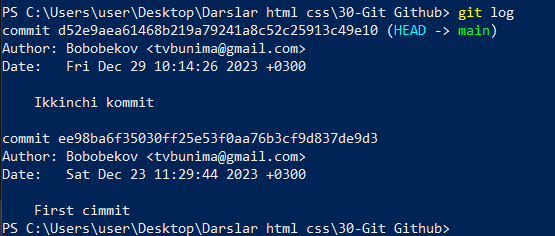 PS C:\Users\user\Desktop\Darslar html css\30-Git Github> git log
commit d52e9aea61468b219a79241a8c52c25913c49e10 (HEAD -> main)
Author: Bobobekov <tvbunima@gmail.com>
Date:   Fri Dec 29 10:14:26 2023 +0300
    Ikkinchi kommit
commit ee98ba6f35030ff25e53f0aa76b3cf9d837de9d3
Author: Bobobekov <tvbunima@gmail.com>
Date:   Sat Dec 23 11:29:44 2023 +0300
    First cimmit
PS C:\Users\user\Desktop\Darslar html css\30-Git Github>